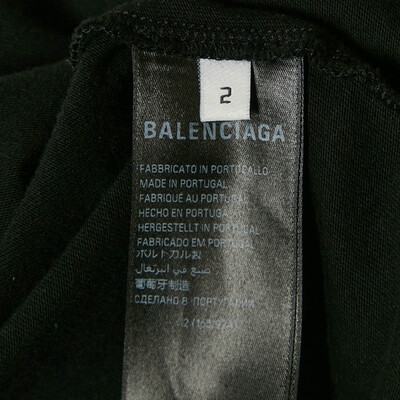 2
BALENCIAGA
FABBRICATO IN PORTOGALLO
MADE IN PORTUGAL
FABRIQUÉ AU PORTUGAL
HECHO EN PORTUGAL
HERGESTELLT IN PORTUGAL
FABRICADO EM PORTUGAL
ポルトガル製
صنع في البرتغال
葡萄牙制造
СДЕЛАНО В ПОРТУГАЛИИ